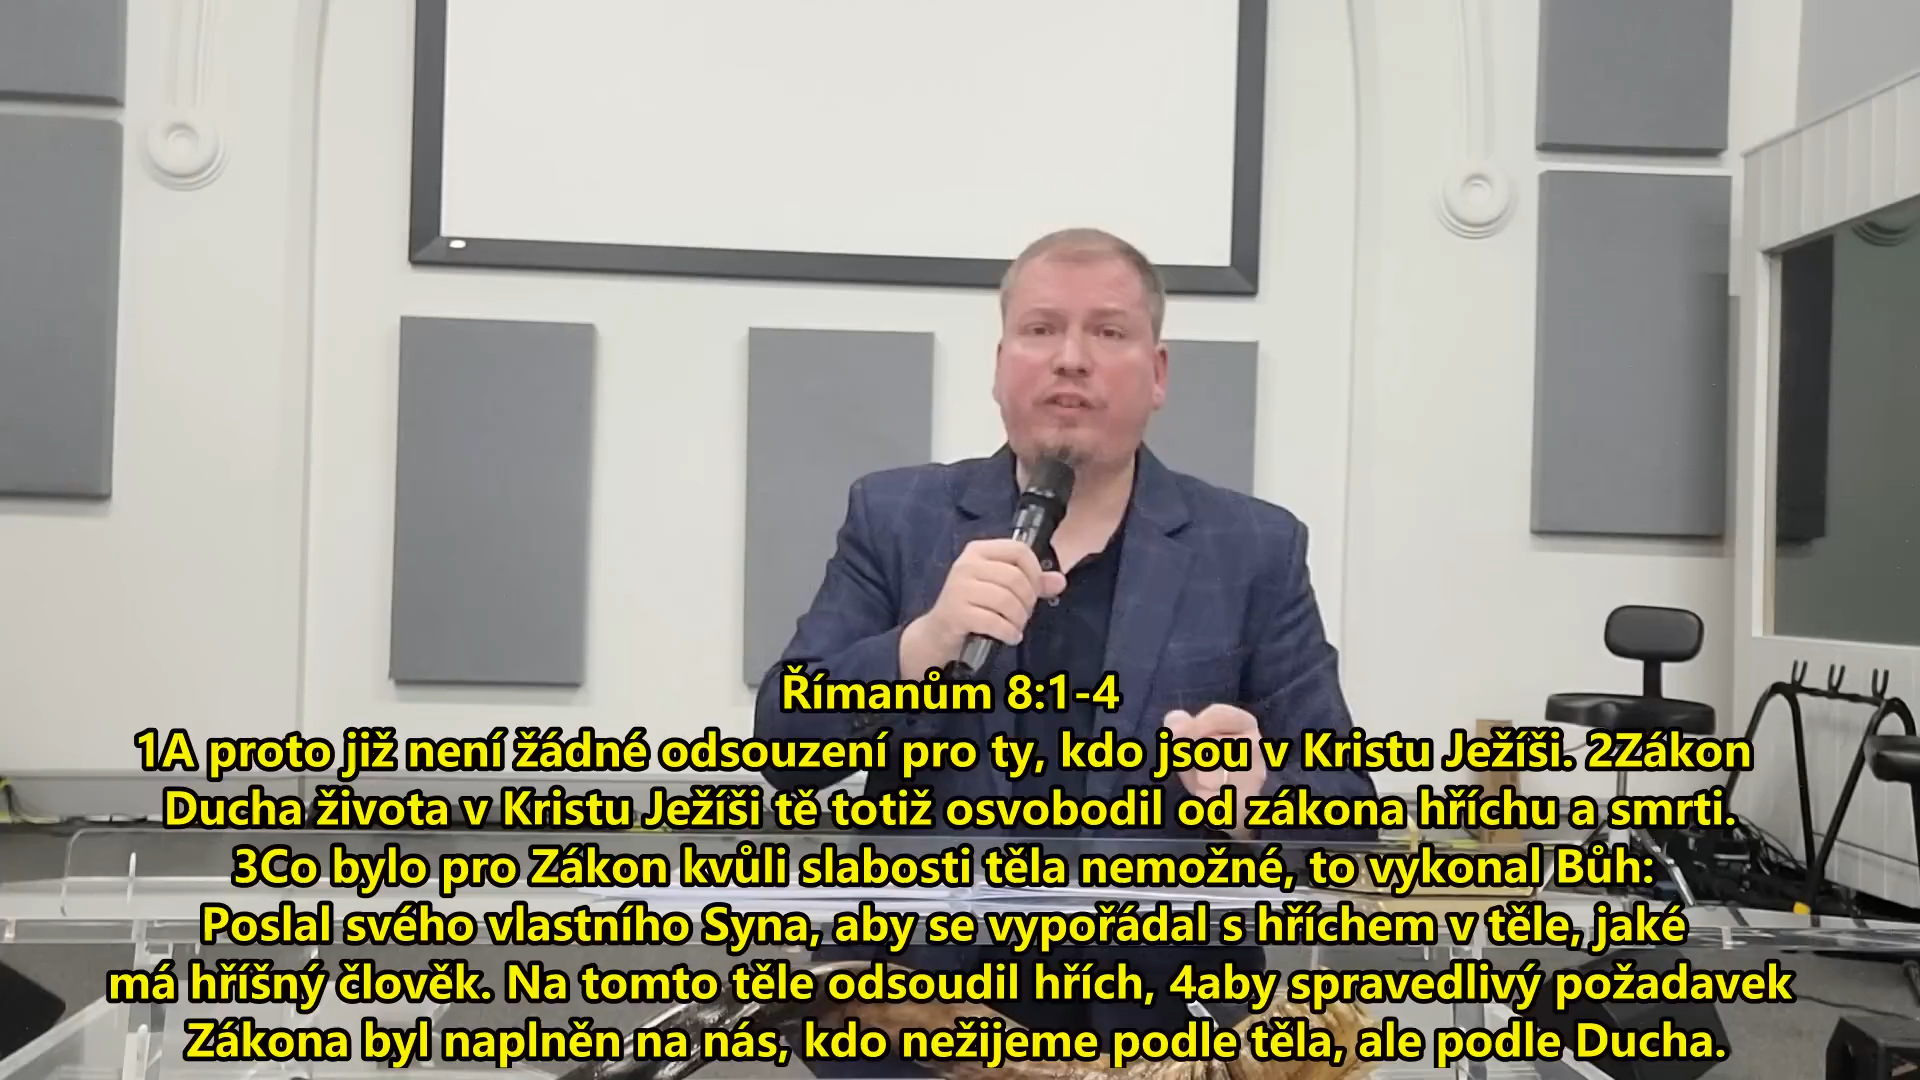 Římanům 8:1-4
1A proto již není žádné odsouzení pro ty, kdo jsou v Kristu Ježíši. 2Zákon
Ducha života v Kristu Ježíši tě totiž osvobodil od zákona hříchu a smrti.
3Co bylo pro Zákon kvůli slabosti těla nemožné, to vykonal Bůh:
Poslal svého vlastního Syna, aby se vypořádal s hříchem v těle, jaké
má hříšný člověk. Na tomto těle odsoudil hřích, 4aby spravedlivý požadavek
Zákona byl naplněn na nás, kdo nežijeme podle těla, ale podle Ducha.